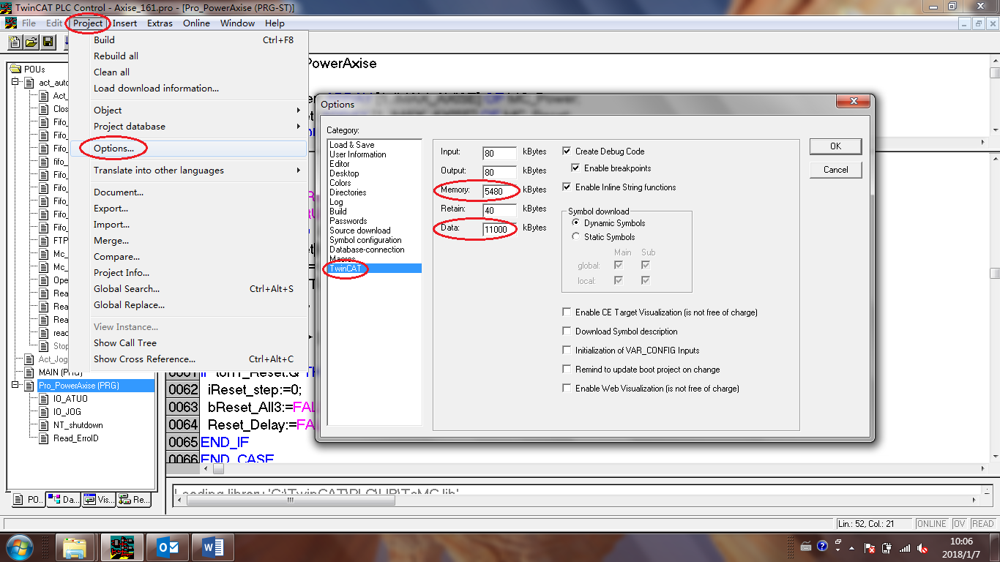 TwinCAT PLC Control - Axise_161.pro - [Pro_PowerAxise (PRG-ST)]
File Edit Project Insert Extras Online Window Help
Build Ctrl+F8
Rebuild all
Clean all
Load download information...
Object
Project database
Options...
Translate into other languages
Document...
Export...
Import...
Merge...
Compare...
Project Info...
Global Search... Ctrl+Alt+S
Global Replace...
View Instance...
Show Call Tree
Show Cross Reference... Ctrl+Alt+C
POUs
act_auto
Act_
Clos
Fifo_
Fifo_
Fifo_
fifo_
Fifo_
Fifo_
Fifo_
Fifo_
Fifo_
FTP_
Mc_
Mc_
Ope
Rea
Rea
Rea
read
Stop
Act_Jog
MAIN (PRG)
Pro_PowerAxise (PRG)
IO_ATUO
IO_JOG
NT_shutdown
Read_ErroID
PO..
Da..
Vis...
Re...
PowerAxise
0062 iReset_step:=0;
0063 bReset_All3:=FAL
0064 Reset_Delay:=FA
0065 END_IF
0066 END_CASE
Loading library 'C:\TwinCAT\PLC\LIB\TcMC.lib'
Options
Category:
Load & Save
User Information
Editor
Desktop
Colors
Directories
Log
Build
Passwords
Source download
Symbol configuration
Database-connection
Macros
TwinCAT
Input: 80 kBytes
Output: 80 kBytes
Memory: 5480 kBytes
Retain: 40 kBytes
Data: 11000 kBytes
Create Debug Code
Enable breakpoints
Enable Inline String functions
Symbol download
Dynamic Symbols
Static Symbols
Main Sub
global:
local:
Enable CE Target Visualization (is not free of charge)
Download Symbol description
Initialization of VAR_CONFIG Inputs
Remind to update boot project on change
Enable Web Visualization (is not free of charge)
OK
Cancel
Lin.: 52, Col.: 21 ONLINE OV READ
10:06
2018/1/7